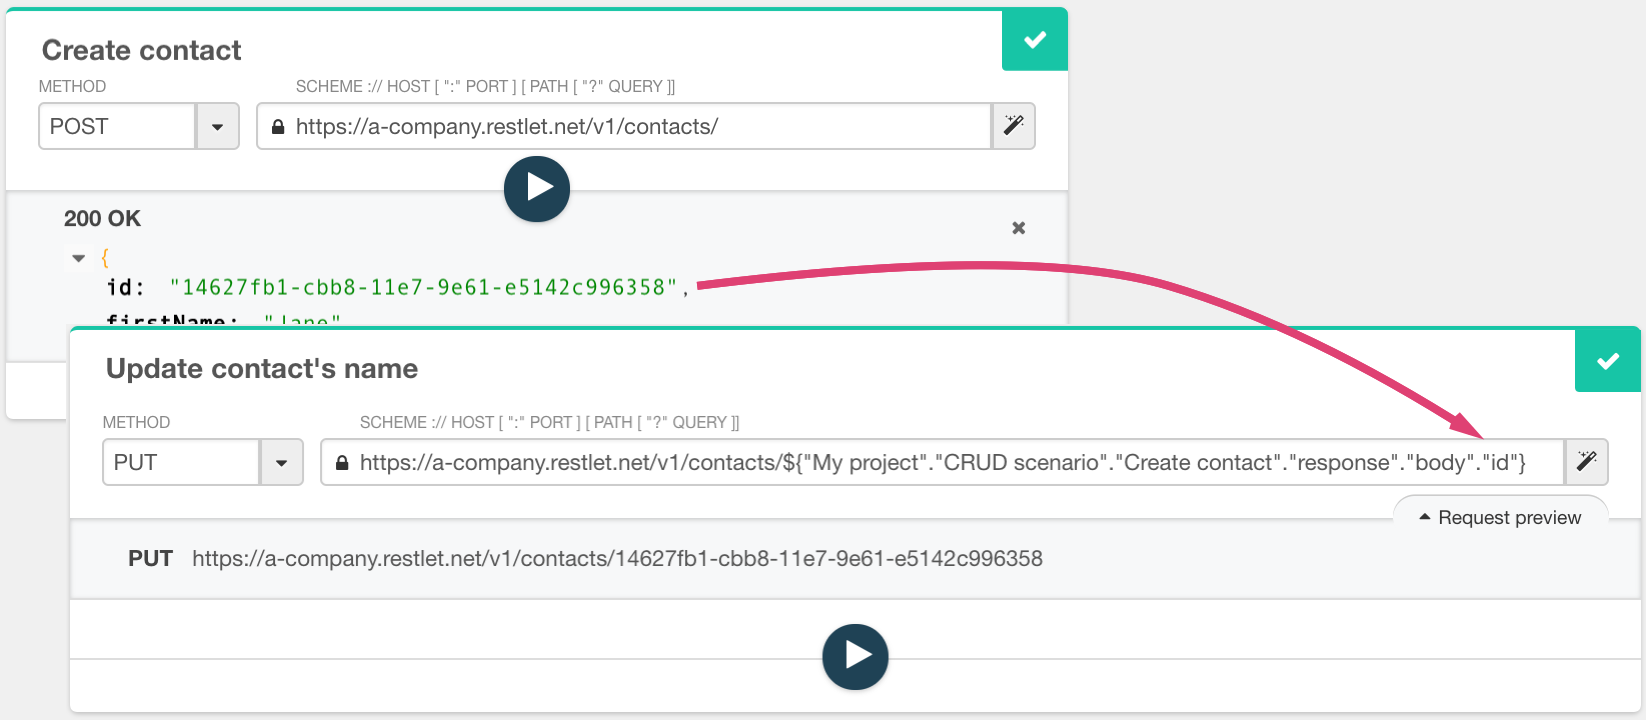 Create contact
METHOD
SCHEME :// HOST [ ":" PORT ] [ PATH [ "?" QUERY ]]
POST
https://a-company.restlet.net/v1/contacts/
200 OK
{
id: "14627fb1-cbb8-11e7-9e61-e5142c996358",
firstName: "Jane"
Update contact's name
METHOD
SCHEME :// HOST [ ":" PORT ] [ PATH [ "?" QUERY ]]
PUT
https://a-company.restlet.net/v1/contacts/${"My project"."CRUD scenario"."Create contact"."response"."body"."id"}
Request preview
PUT https://a-company.restlet.net/v1/contacts/14627fb1-cbb8-11e7-9e61-e5142c996358